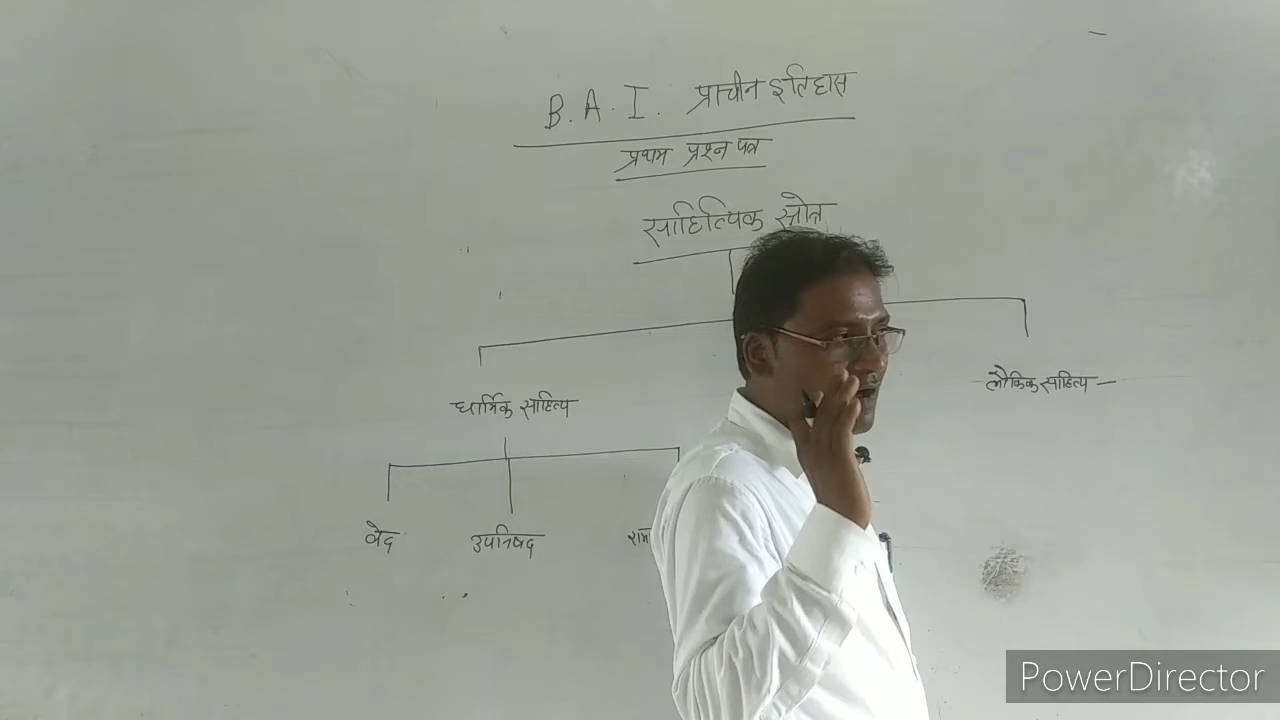 B. A. I. प्राचीन इतिहास
प्रथम प्रश्न पत्र
साहित्यिक स्त्रोत
धार्मिक साहित्य
लौकिक साहित्य –
वेद उपनिषद
PowerDirector